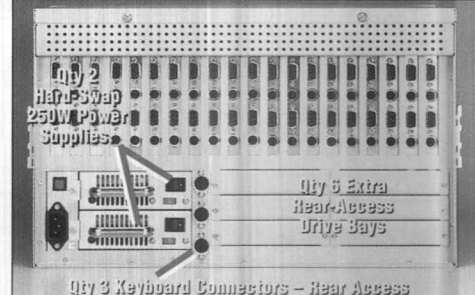 Qty 2
Hard-Swap
250W Power
Supplies
Qty 6 Extra
Rear-Access
Drive Bays
Qty 3 Keyboard Connectors – Rear Access